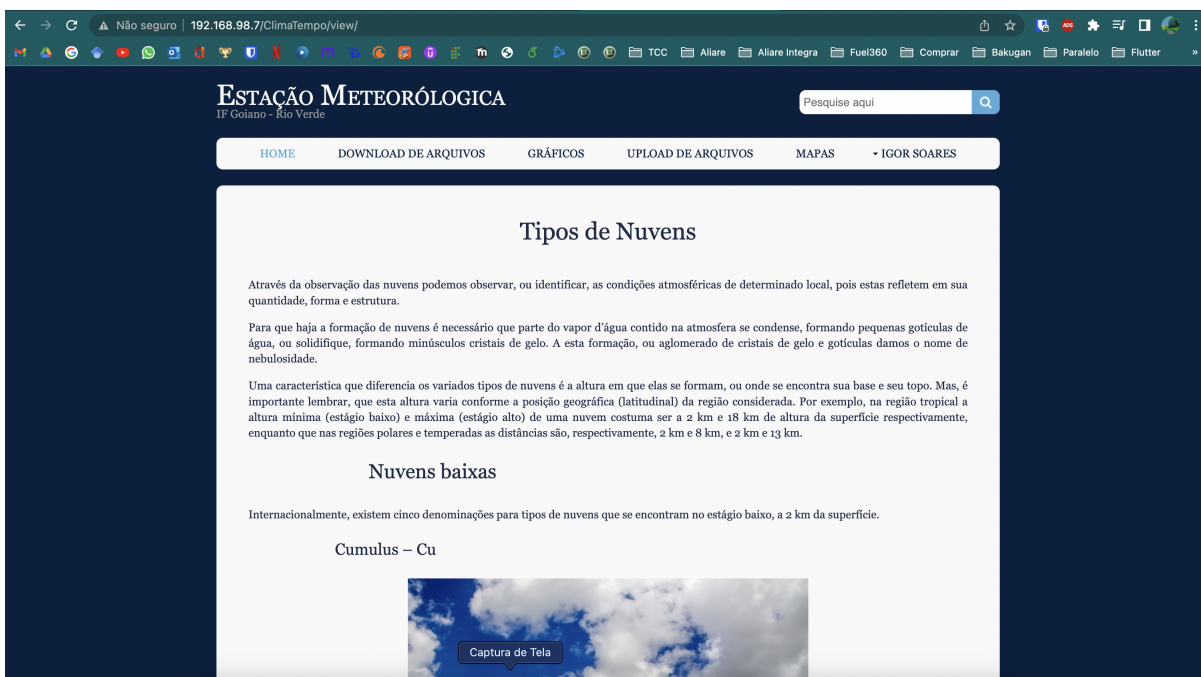 Não seguro | 192.168.98.7/ClimaTempo/view/
TCC Aliare Aliare Integra Fuel360 Comprar Bakugan Paralelo Flutter »
ESTAÇÃO METEORÓLOGICA
IF Goiano - Rio Verde
Pesquise aqui
HOME DOWNLOAD DE ARQUIVOS GRÁFICOS UPLOAD DE ARQUIVOS MAPAS IGOR SOARES
Tipos de Nuvens
Através da observação das nuvens podemos observar, ou identificar, as condições atmosféricas de determinado local, pois estas refletem em sua
quantidade, forma e estrutura.
Para que haja a formação de nuvens é necessário que parte do vapor d’água contido na atmosfera se condense, formando pequenas gotículas de
água, ou solidifique, formando minúsculos cristais de gelo. A esta formação, ou aglomerado de cristais de gelo e gotículas damos o nome de
nebulosidade.
Uma característica que diferencia os variados tipos de nuvens é a altura em que elas se formam, ou onde se encontra sua base e seu topo. Mas, é
importante lembrar, que esta altura varia conforme a posição geográfica (latitudinal) da região considerada. Por exemplo, na região tropical a
altura mínima (estágio baixo) e máxima (estágio alto) de uma nuvem costuma ser a 2 km e 18 km de altura da superfície respectivamente,
enquanto que nas regiões polares e temperadas as distâncias são, respectivamente, 2 km e 8 km, e 2 km e 13 km.
Nuvens baixas
Internacionalmente, existem cinco denominações para tipos de nuvens que se encontram no estágio baixo, a 2 km da superfície.
Cumulus – Cu
Captura de Tela